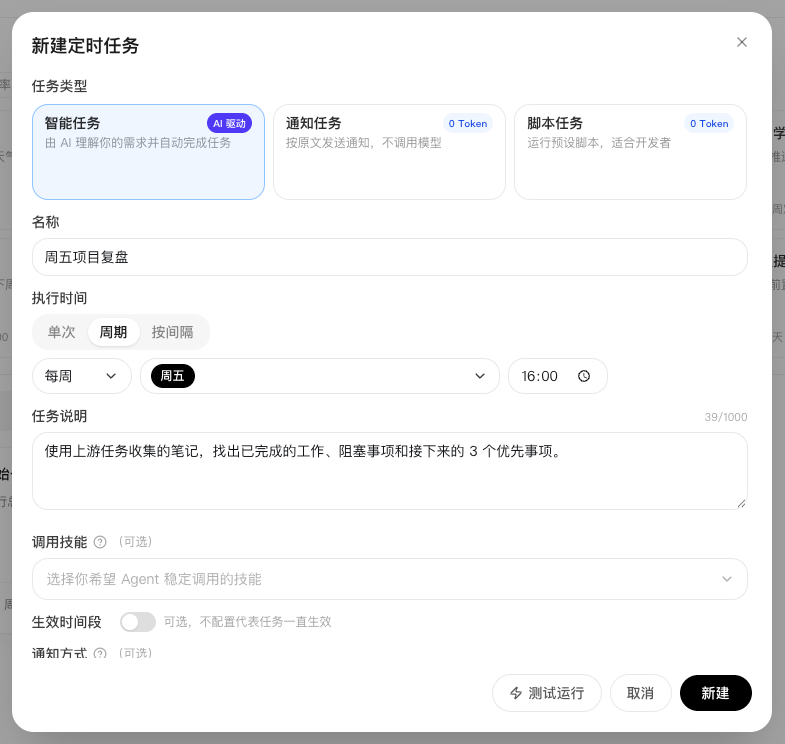 新建定时任务
任务类型
智能任务
AI 驱动
由 AI 理解你的需求并自动完成任务
通知任务
0 Token
按原文发送通知，不调用模型
脚本任务
0 Token
运行预设脚本，适合开发者
名称
周五项目复盘
执行时间
单次 周期 按间隔
每周 周五 16:00
任务说明 39/1000
使用上游任务收集的笔记，找出已完成的工作、阻塞事项和接下来的 3 个优先事项。
调用技能 （可选）
选择你希望 Agent 稳定调用的技能
生效时间段 可选，不配置代表任务一直生效
通知方式 （可选）
测试运行 取消 新建